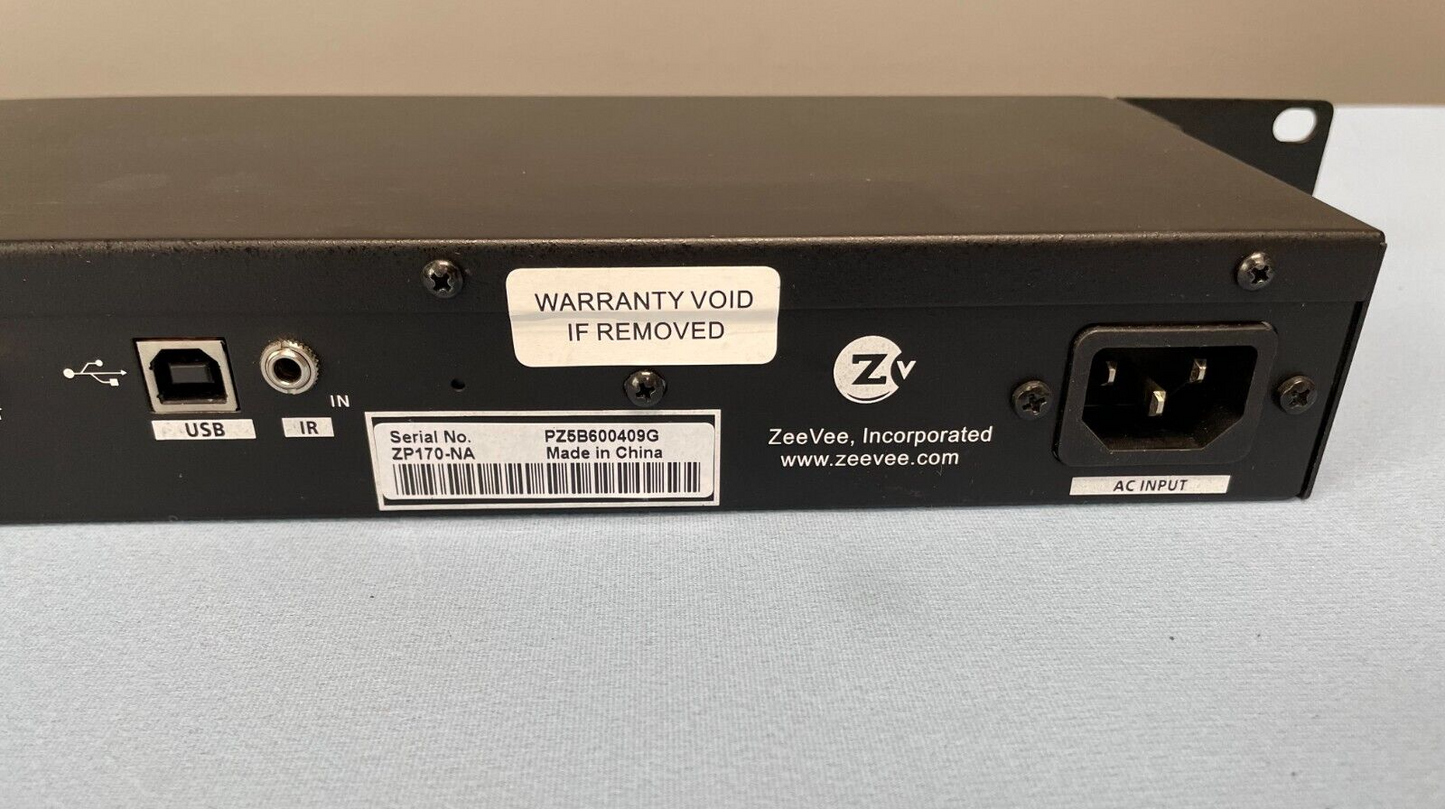 WARRANTY VOID
IF REMOVED
Zv
USB
IR
IN
Serial No. PZ5B600409G
ZP170-NA Made in China
ZeeVee, Incorporated
www.zeevee.com
AC INPUT